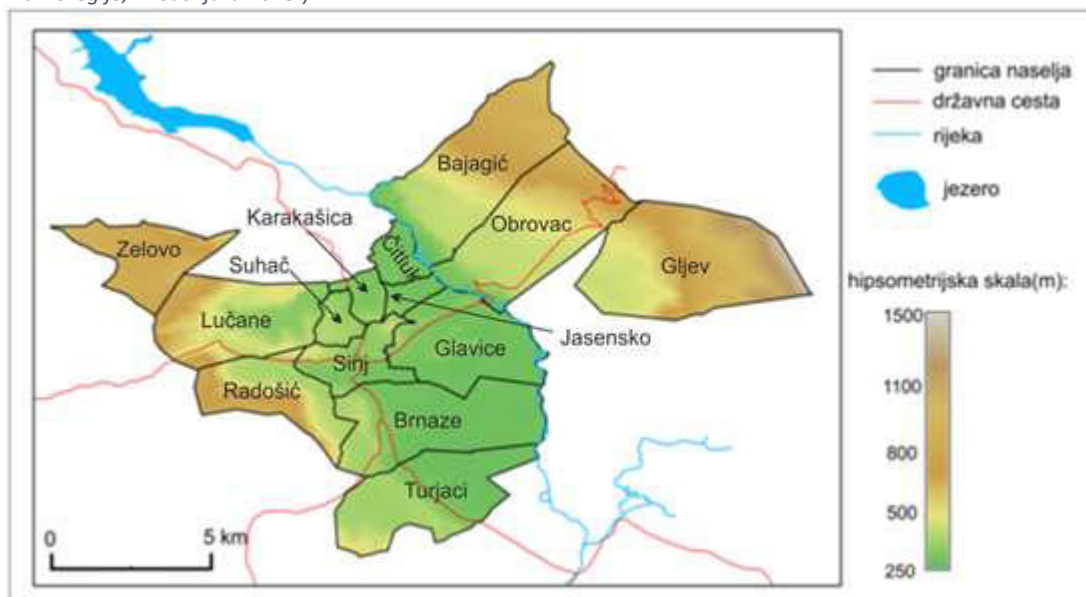 granica naselja
državna cesta
rijeka
jezero
hipsometrijska skala(m):
1500
1100
800
500
250
Bajagić
Karakašica
Obrovac
Zelovo
Suhač
Čitluk
Gljev
Lučane
Jasensko
Glavice
Sinj
Radošić
Brnaze
Turjaci
0
5 km